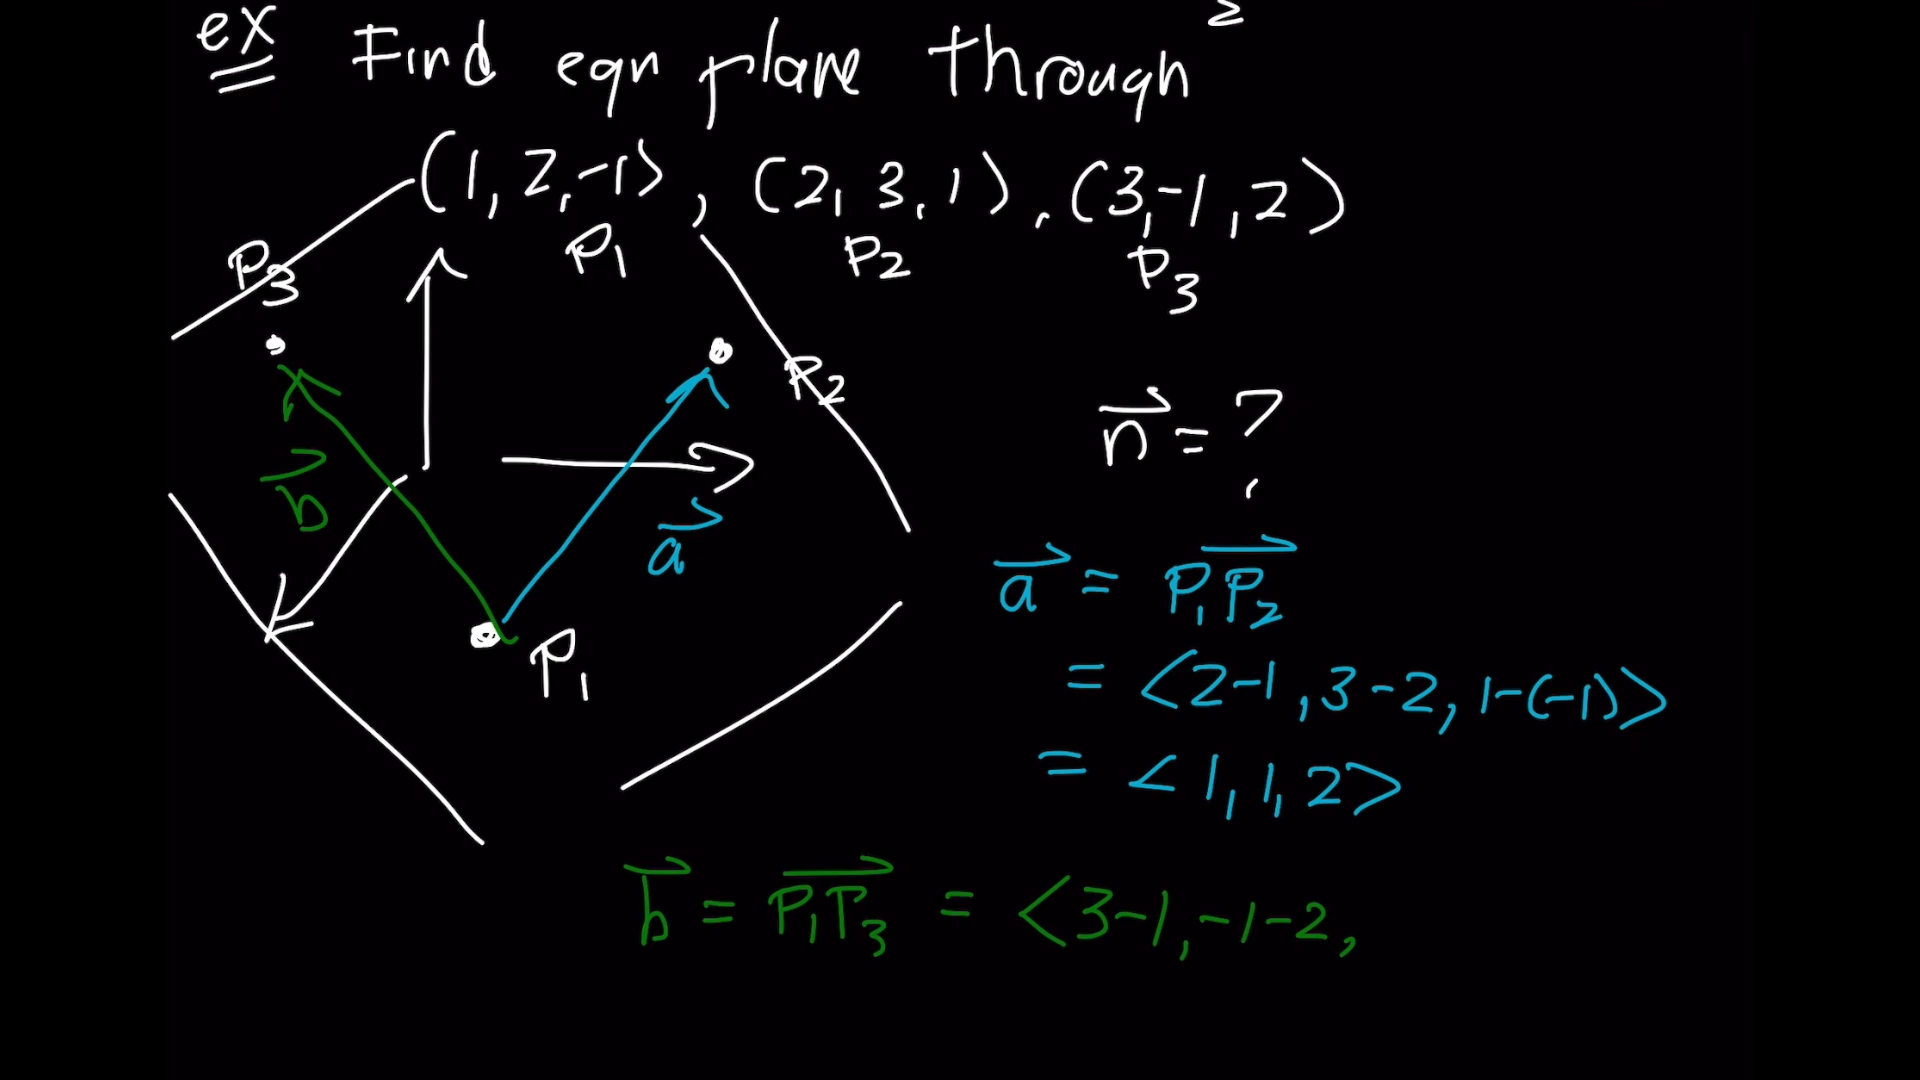 ex Find eqn plane through
(1, 2, -1), (2, 3, 1), (3, -1, 2)
P₁ P₂ P₃
P₃
P₂
n⃗ = ?
b⃗
a⃗
P₁
a⃗ = P₁P₂
= <2-1, 3-2, 1-(-1)>
= <1, 1, 2>
b⃗ = P₁P₃ = <3-1, -1-2,